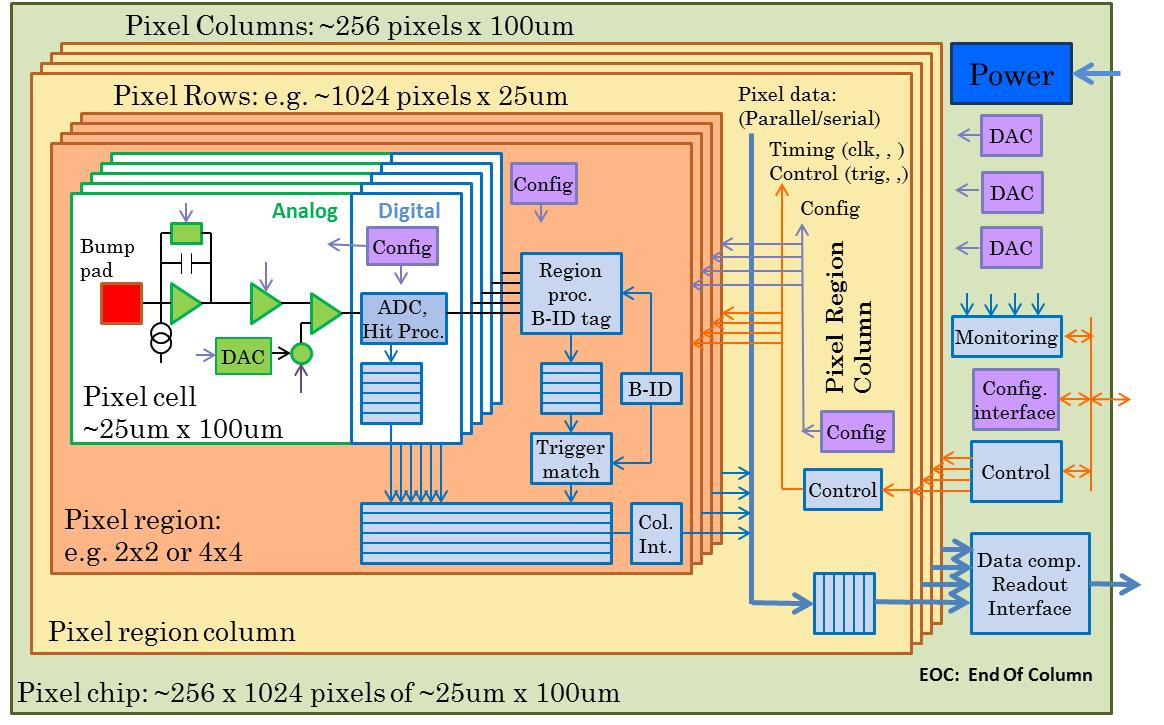 Pixel Columns: ~256 pixels x 100um
Power
Pixel Rows: e.g. ~1024 pixels x 25um
Pixel data:
(Parallel/serial)
Timing (clk, , )
Control (trig, ,)
Config
DAC
DAC
DAC
Config
Analog
Digital
Config
Bump
pad
ADC,
Hit Proc.
Region
proc.
B-ID tag
DAC
B-ID
Pixel cell
~25um x 100um
Trigger
match
Pixel Region
Column
Config
Control
Monitoring
Config.
interface
Control
Pixel region:
e.g. 2x2 or 4x4
Col.
Int.
Data comp.
Readout
Interface
Pixel region column
EOC: End Of Column
Pixel chip: ~256 x 1024 pixels of ~25um x 100um